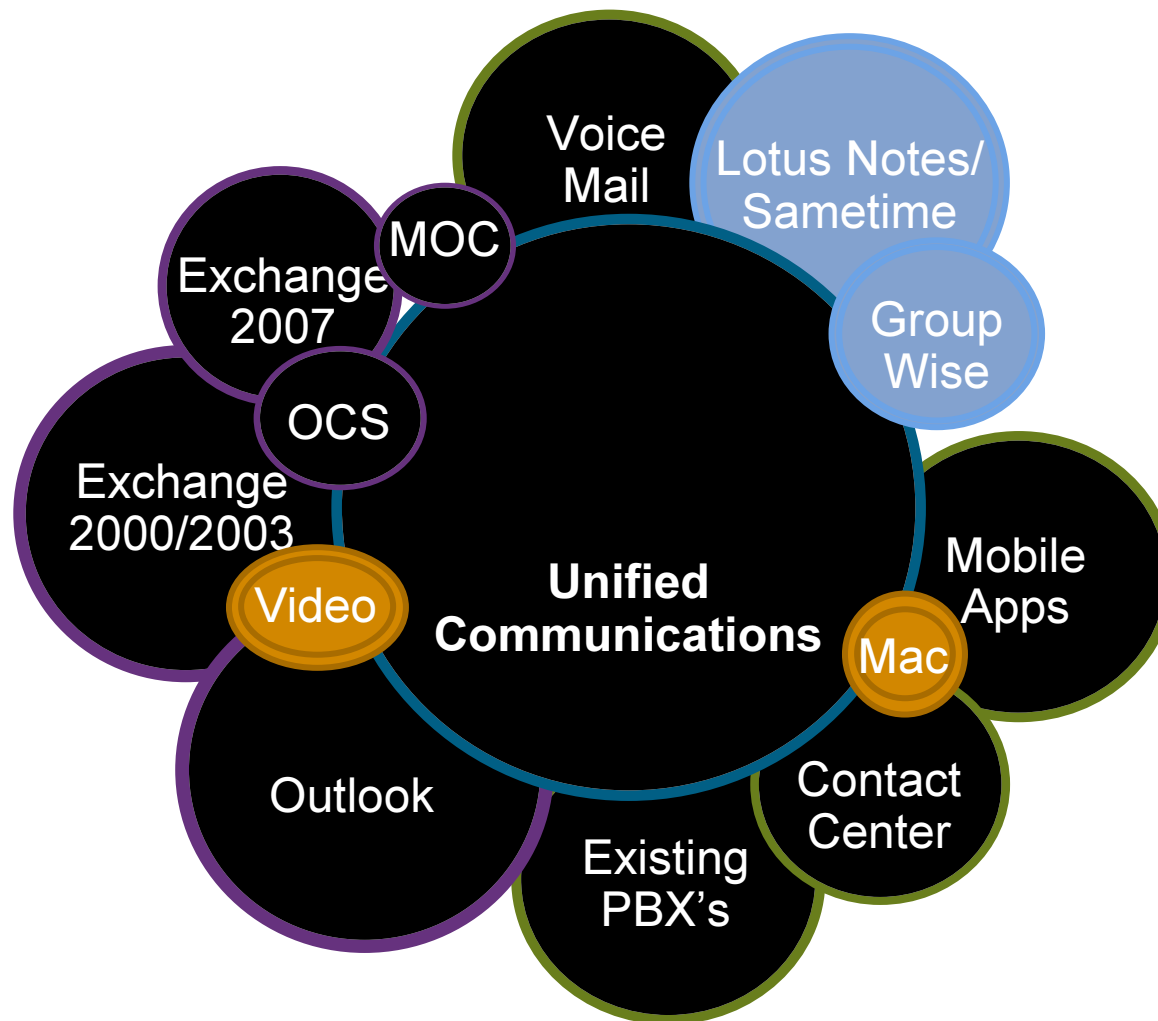 Voice
Mail
Lotus Notes/
Sametime
MOC
Exchange
2007
Group
Wise
OCS
Exchange
2000/2003
Mobile
Apps
Unified
Communications
Video
Mac
Contact
Center
Outlook
Existing
PBX’s